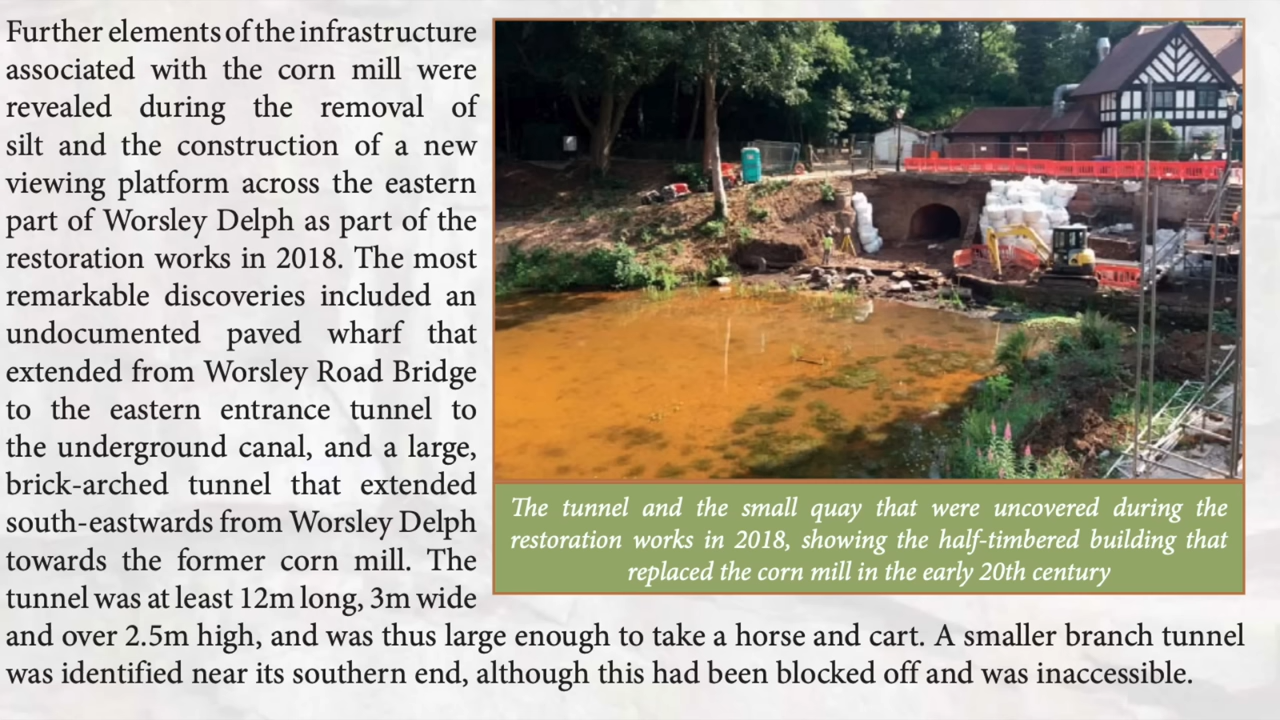 Further elements of the infrastructure
associated with the corn mill were
revealed during the removal of
silt and the construction of a new
viewing platform across the eastern
part of Worsley Delph as part of the
restoration works in 2018. The most
remarkable discoveries included an
undocumented paved wharf that
extended from Worsley Road Bridge
to the eastern entrance tunnel to
the underground canal, and a large,
brick-arched tunnel that extended
south-eastwards from Worsley Delph
towards the former corn mill. The
tunnel was at least 12m long, 3m wide
and over 2.5m high, and was thus large enough to take a horse and cart. A smaller branch tunnel
was identified near its southern end, although this had been blocked off and was inaccessible.
The tunnel and the small quay that were uncovered during the
restoration works in 2018, showing the half-timbered building that
replaced the corn mill in the early 20th century